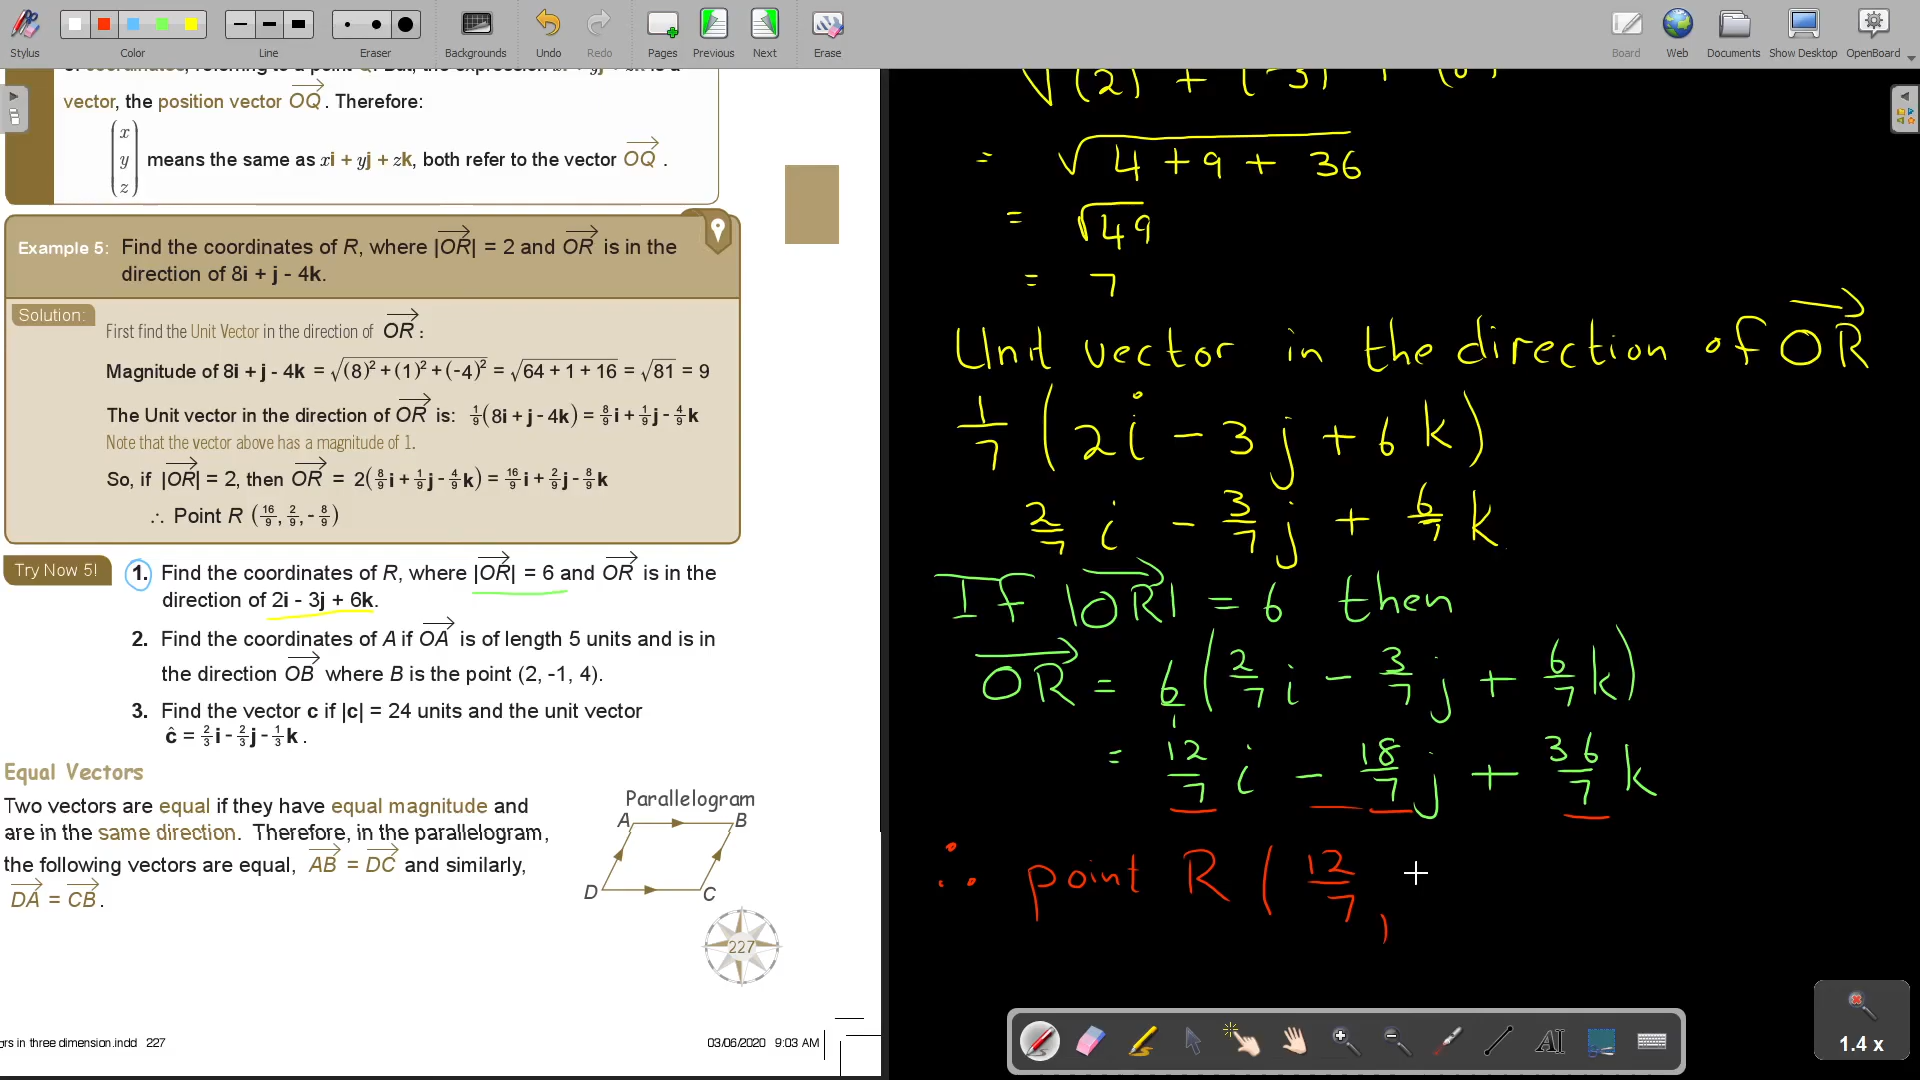 Stylus Color Line Eraser Backgrounds Undo Redo Pages Previous Next Erase Board Web Documents Show Desktop OpenBoard
vector, the position vector OQ. Therefore:
(x y z) means the same as xi + yj + zk, both refer to the vector OQ.
Example 5: Find the coordinates of R, where |OR| = 2 and OR is in the
direction of 8i + j - 4k.
Solution:
First find the Unit Vector in the direction of OR:
Magnitude of 8i + j - 4k = √(8)² + (1)² + (-4)² = √64 + 1 + 16 = √81 = 9
The Unit vector in the direction of OR is: 1/9(8i + j - 4k) = 8/9i + 1/9j - 4/9k
Note that the vector above has a magnitude of 1.
So, if |OR| = 2, then OR = 2(8/9i + 1/9j - 4/9k) = 16/9i + 2/9j - 8/9k
∴ Point R (16/9, 2/9, -8/9)
Try Now 5! 1. Find the coordinates of R, where |OR| = 6 and OR is in the
direction of 2i - 3j + 6k.
2. Find the coordinates of A if OA is of length 5 units and is in
the direction OB where B is the point (2, -1, 4).
3. Find the vector c if |c| = 24 units and the unit vector
ĉ = 2/3i - 2/3j - 1/3k.
Equal Vectors
Two vectors are equal if they have equal magnitude and
are in the same direction. Therefore, in the parallelogram,
the following vectors are equal, AB = DC and similarly,
DA = CB.
Parallelogram
A B
D C
227
ors in three dimension.indd 227 03/06/2020 9:03 AM
= √4 + 9 + 36
= √49
= 7
Unit vector in the direction of OR
1/7 (2i - 3j + 6k)
2/7 i - 3/7 j + 6/7 k
If |OR| = 6 then
OR = 6/1 (2/7 i - 3/7 j + 6/7 k)
= 12/7 i - 18/7 j + 36/7 k
∴ point R ( 12/7 ,
1.4 x